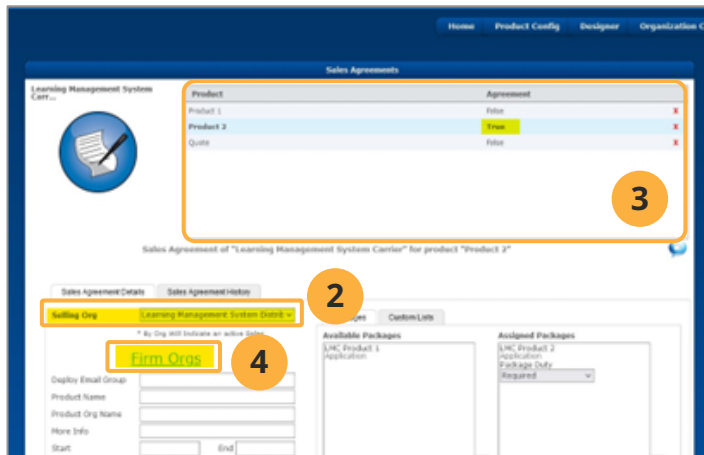 Home Product Config Designer Organization C
Sales Agreements
Learning Management System
Carr...
Product Agreement
Product 1 False X
Product 2 True X
Quote False X
3
Sales Agreement of "Learning Management System Carrier" for product "Product 2"
Sales Agreement Details Sales Agreement History
2
Selling Org Learning Management System Distrib
Custom Lists
* By Org Will Indicate an active Sales
Firm Orgs
4
Available Packages
LMC Product 1
Application
Assigned Packages
LMC Product 2
Application
Package Duty
Required
Deploy Email Group
Product Name
Product Org Name
More Info
Start End